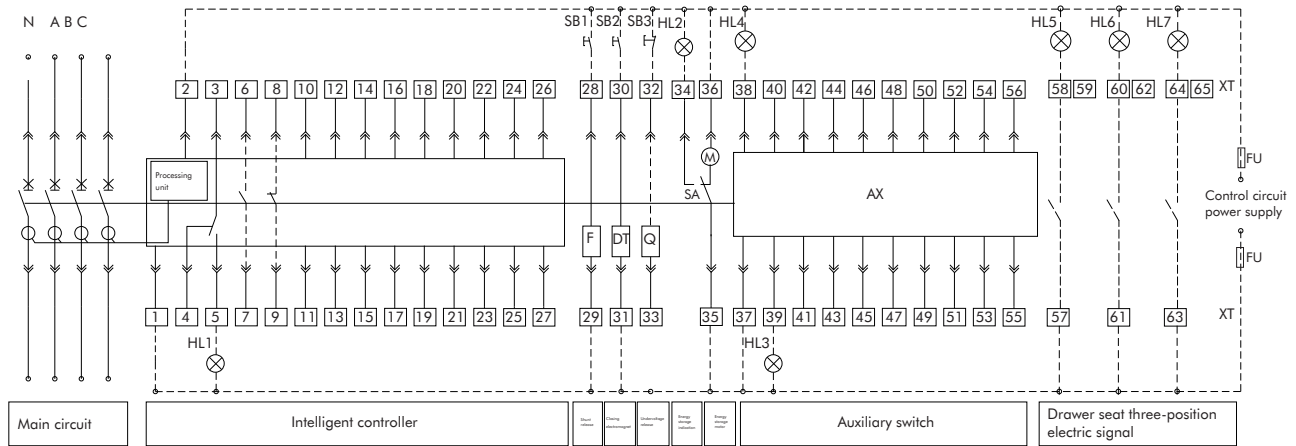 N A B C
SB1 SB2 SB3 HL2 HL4 HL5 HL6 HL7
2 3 6 8 10 12 14 16 18 20 22 24 26 28 30 32 34 36 38 40 42 44 46 48 50 52 54 56 58 59 60 62 64 65 XT
Processing
unit
M
FU
SA
AX
Control circuit
power supply
F DT Q
FU
1 4 5 7 9 11 13 15 17 19 21 23 25 27 29 31 33 35 37 39 41 43 45 47 49 51 53 55 57 61 63 XT
HL1 HL3
Main circuit
Intelligent controller
Shunt
release
Closing
electromagnet
Undervoltage
release
Energy
storage
indication
Energy
storage
motor
Auxiliary switch
Drawer seat three-position
electric signal